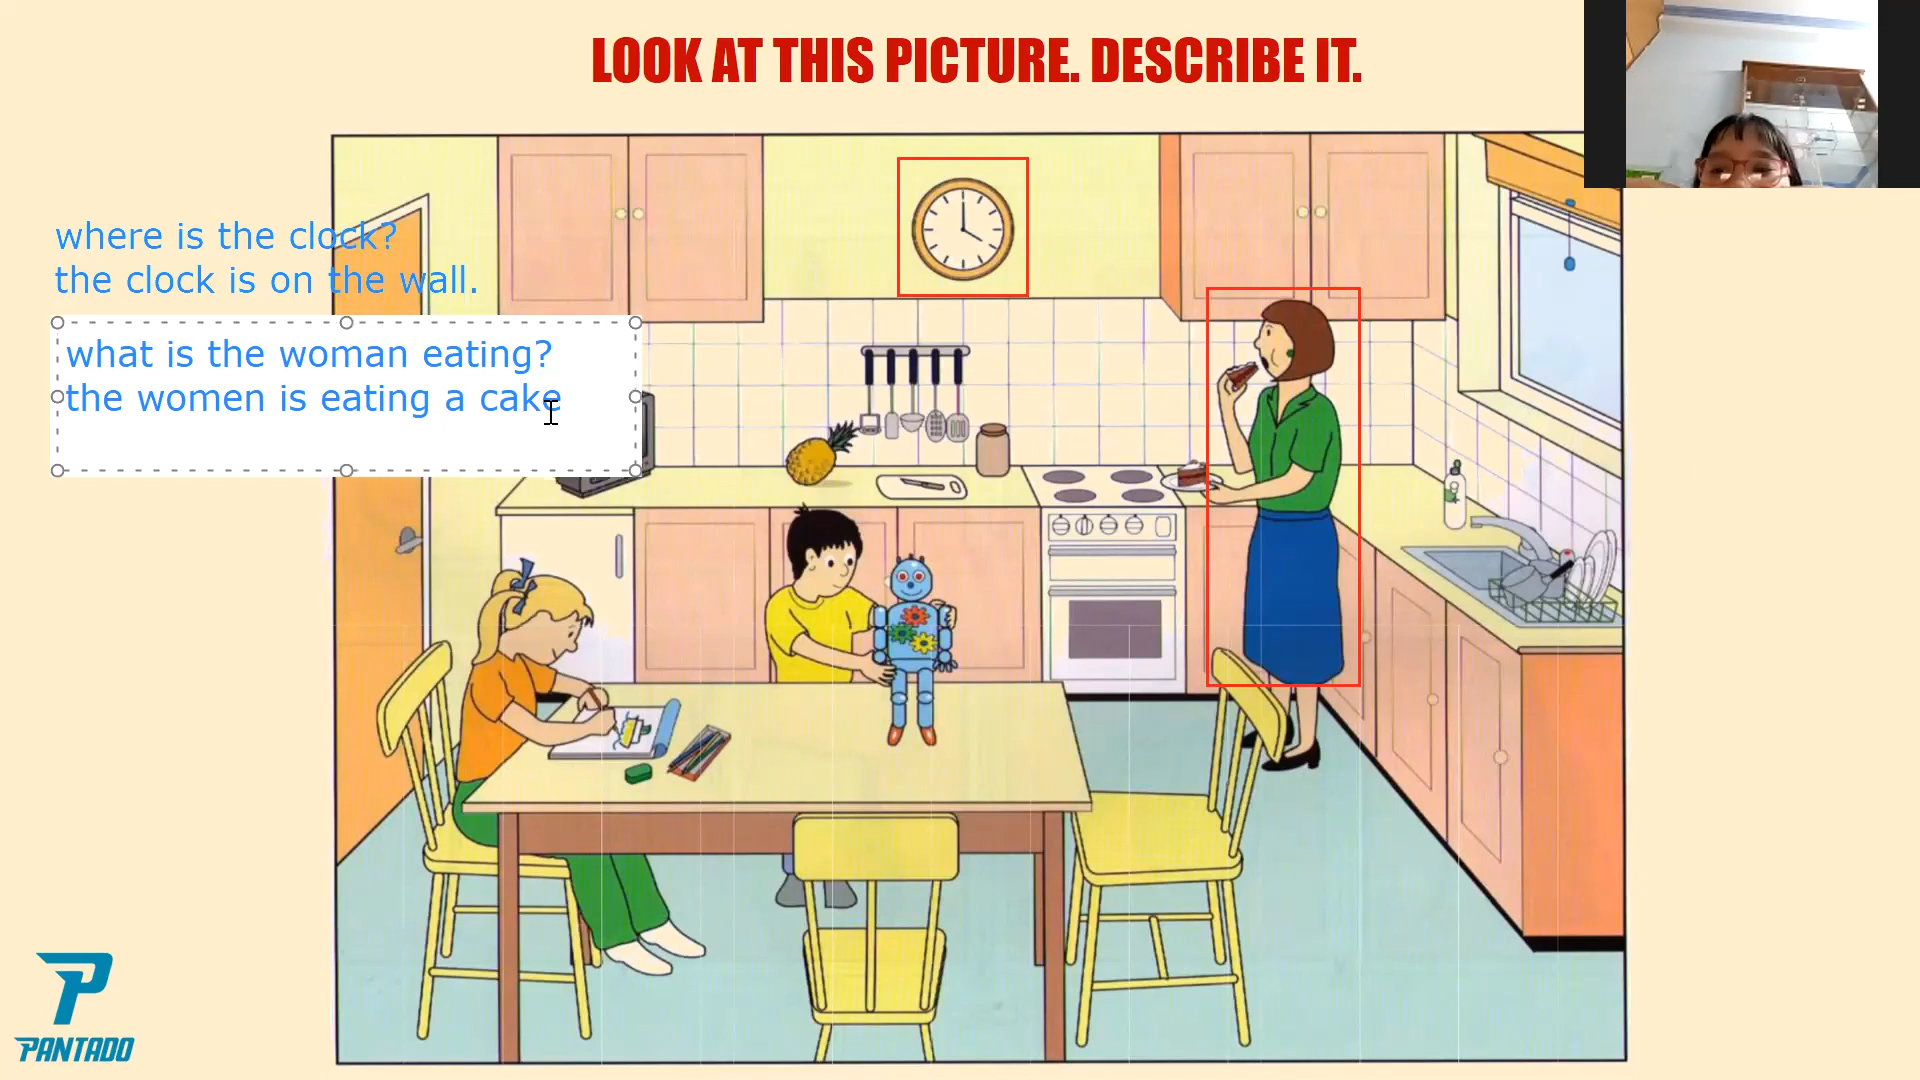 LOOK AT THIS PICTURE. DESCRIBE IT.
where is the clock?
the clock is on the wall.
what is the woman eating?
the women is eating a cake
PANTADO